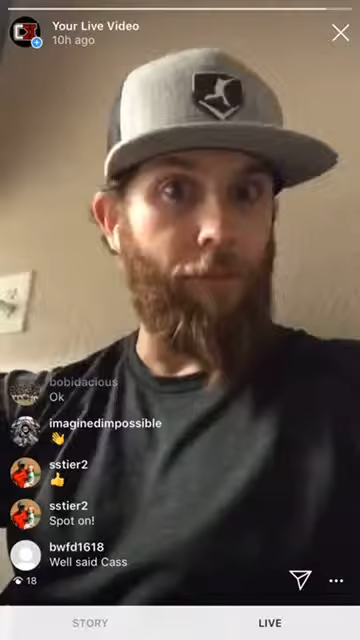 Your Live Video
10h ago
bobidacious
Ok
imaginedimpossible
👋
sstier2
👍
sstier2
Spot on!
bwfd1618
Well said Cass
18
STORY
LIVE